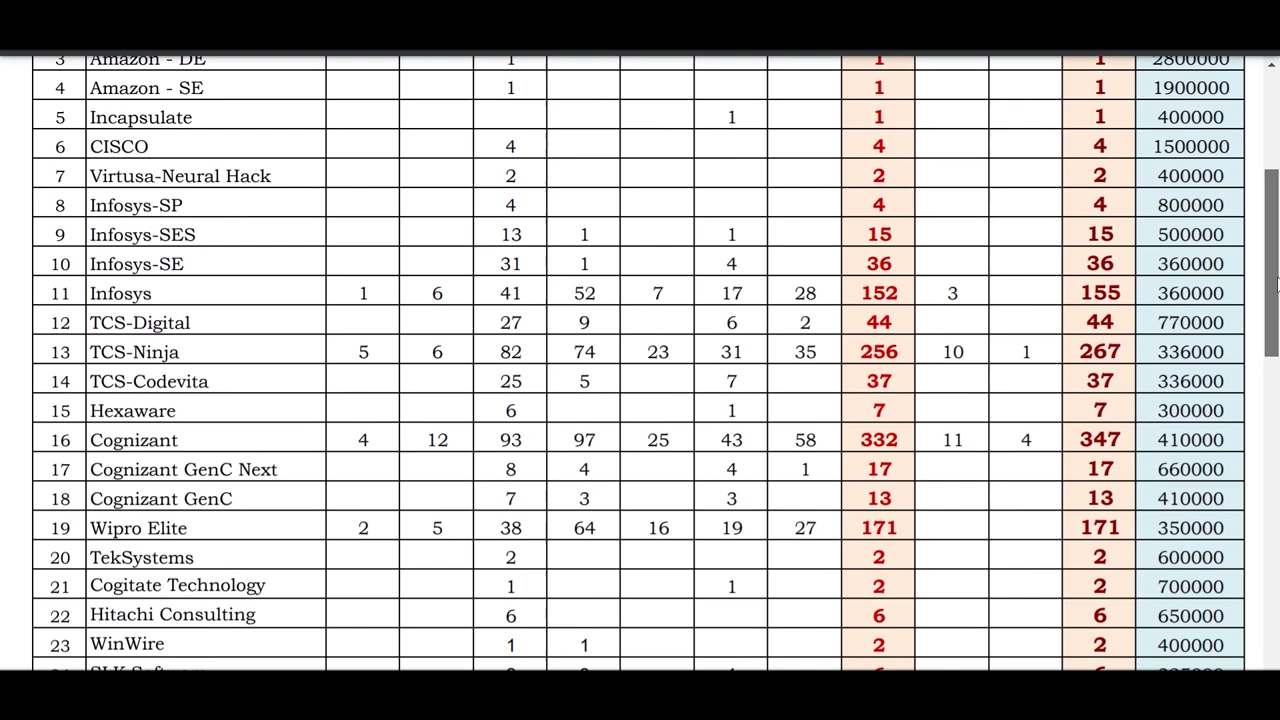 3 Amazon - DE 1 1 1 2800000
4 Amazon - SE 1 1 1 1900000
5 Incapsulate 1 1 1 400000
6 CISCO 4 4 4 1500000
7 Virtusa-Neural Hack 2 2 2 400000
8 Infosys-SP 4 4 4 800000
9 Infosys-SES 13 1 1 15 15 500000
10 Infosys-SE 31 1 4 36 36 360000
11 Infosys 1 6 41 52 7 17 28 152 3 155 360000
12 TCS-Digital 27 9 6 2 44 44 770000
13 TCS-Ninja 5 6 82 74 23 31 35 256 10 1 267 336000
14 TCS-Codevita 25 5 7 37 37 336000
15 Hexaware 6 1 7 7 300000
16 Cognizant 4 12 93 97 25 43 58 332 11 4 347 410000
17 Cognizant GenC Next 8 4 4 1 17 17 660000
18 Cognizant GenC 7 3 3 13 13 410000
19 Wipro Elite 2 5 38 64 16 19 27 171 171 350000
20 TekSystems 2 2 2 600000
21 Cogitate Technology 1 1 2 2 700000
22 Hitachi Consulting 6 6 6 650000
23 WinWire 1 1 2 2 400000